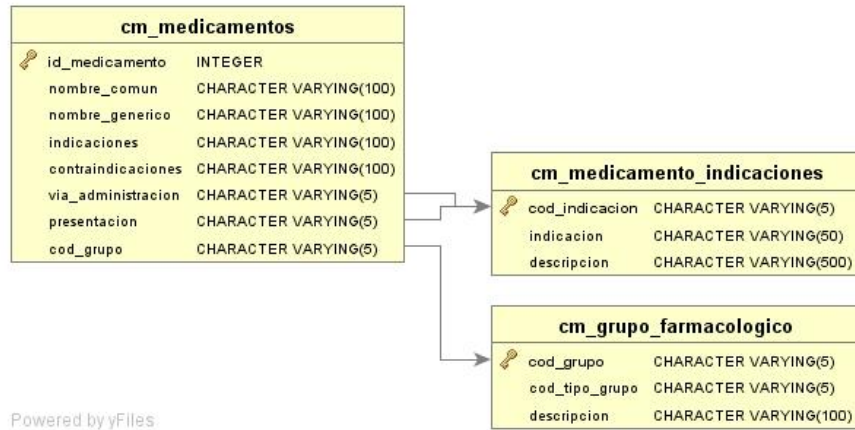 cm_medicamentos
id_medicamento INTEGER
nombre_comun CHARACTER VARYING(100)
nombre_generico CHARACTER VARYING(100)
indicaciones CHARACTER VARYING(100)
contraindicaciones CHARACTER VARYING(100)
via_administracion CHARACTER VARYING(5)
presentacion CHARACTER VARYING(5)
cod_grupo CHARACTER VARYING(5)
cm_medicamento_indicaciones
cod_indicacion CHARACTER VARYING(5)
indicacion CHARACTER VARYING(50)
descripcion CHARACTER VARYING(500)
cm_grupo_farmacologico
cod_grupo CHARACTER VARYING(5)
cod_tipo_grupo CHARACTER VARYING(5)
descripcion CHARACTER VARYING(100)
Powered by yFiles